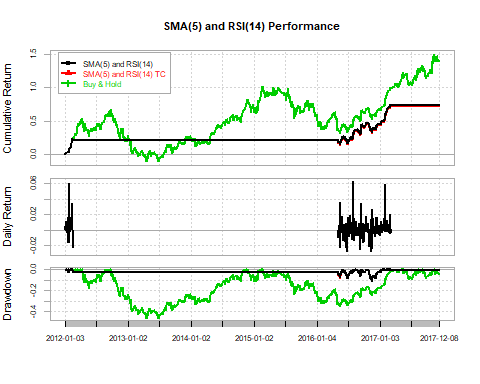 SMA(5) and RSI(14) Performance
Cumulative Return
1.5
1.0
0.5
0.0
SMA(5) and RSI(14)
SMA(5) and RSI(14) TC
Buy & Hold
Daily Return
0.06
0.02
-0.02
Drawdown
0.0
-0.2
-0.4
2012-01-03 2013-01-02 2014-01-02 2015-01-02 2016-01-04 2017-01-03 2017-12-08